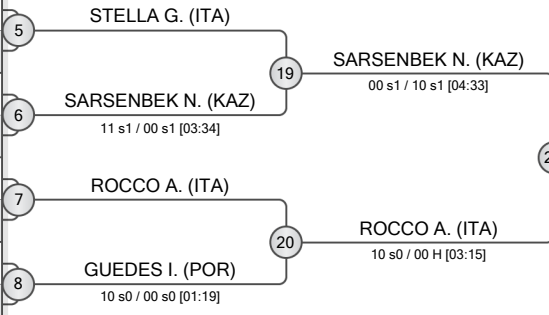 STELLA G. (ITA)
5
19
SARSENBEK N. (KAZ)
00 s1 / 10 s1 [04:33]
SARSENBEK N. (KAZ)
6
11 s1 / 00 s1 [03:34]
ROCCO A. (ITA)
7
20
ROCCO A. (ITA)
10 s0 / 00 H [03:15]
GUEDES I. (POR)
8
10 s0 / 00 s0 [01:19]